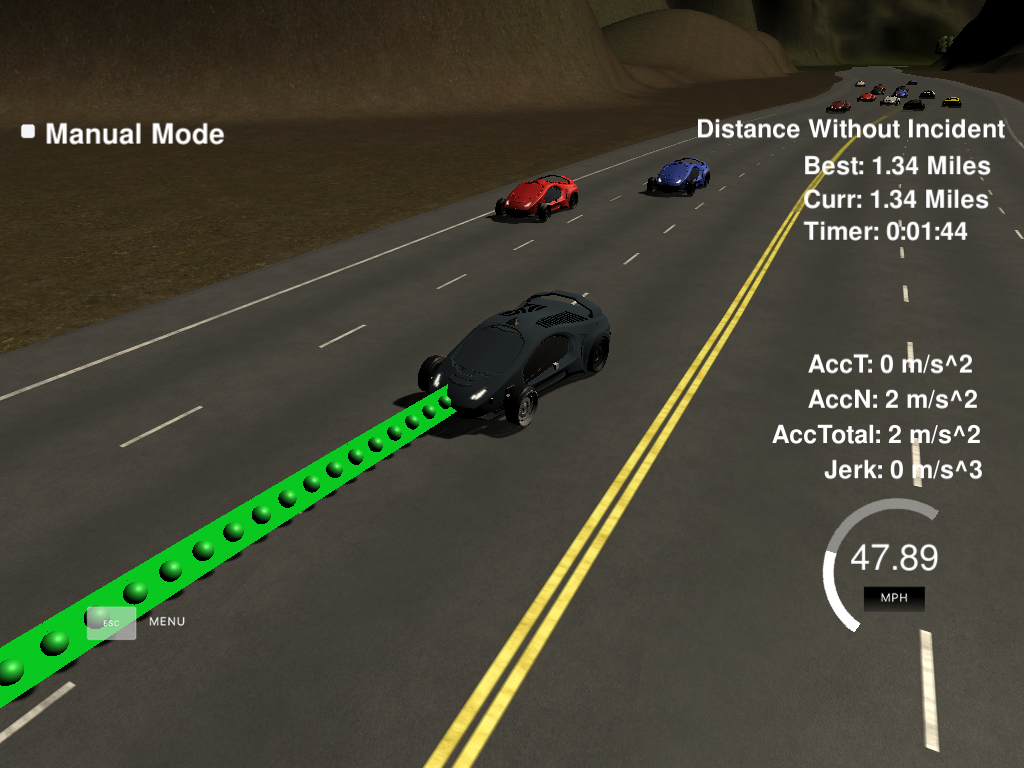 Manual Mode
Distance Without Incident
Best: 1.34 Miles
Curr: 1.34 Miles
Timer: 0:01:44
AccT: 0 m/s^2
AccN: 2 m/s^2
AccTotal: 2 m/s^2
Jerk: 0 m/s^3
47.89
MPH
ESC MENU